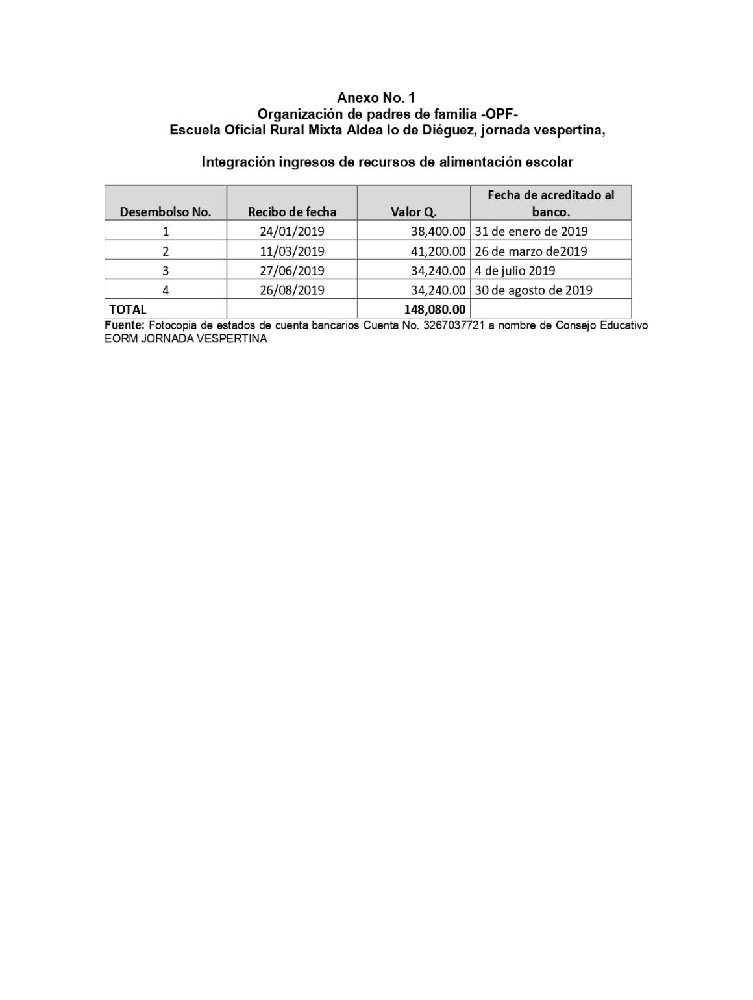 Anexo No. 1
Organización de padres de familia -OPF-
Escuela Oficial Rural Mixta Aldea lo de Diéguez, jornada vespertina,
Integración ingresos de recursos de alimentación escolar
Desembolso No. Recibo de fecha Valor Q. Fecha de acreditado al banco.
1 24/01/2019 38,400.00 31 de enero de 2019
2 11/03/2019 41,200.00 26 de marzo de2019
3 27/06/2019 34,240.00 4 de julio 2019
4 26/08/2019 34,240.00 30 de agosto de 2019
TOTAL 148,080.00
Fuente: Fotocopia de estados de cuenta bancarios Cuenta No. 3267037721 a nombre de Consejo Educativo
EORM JORNADA VESPERTINA